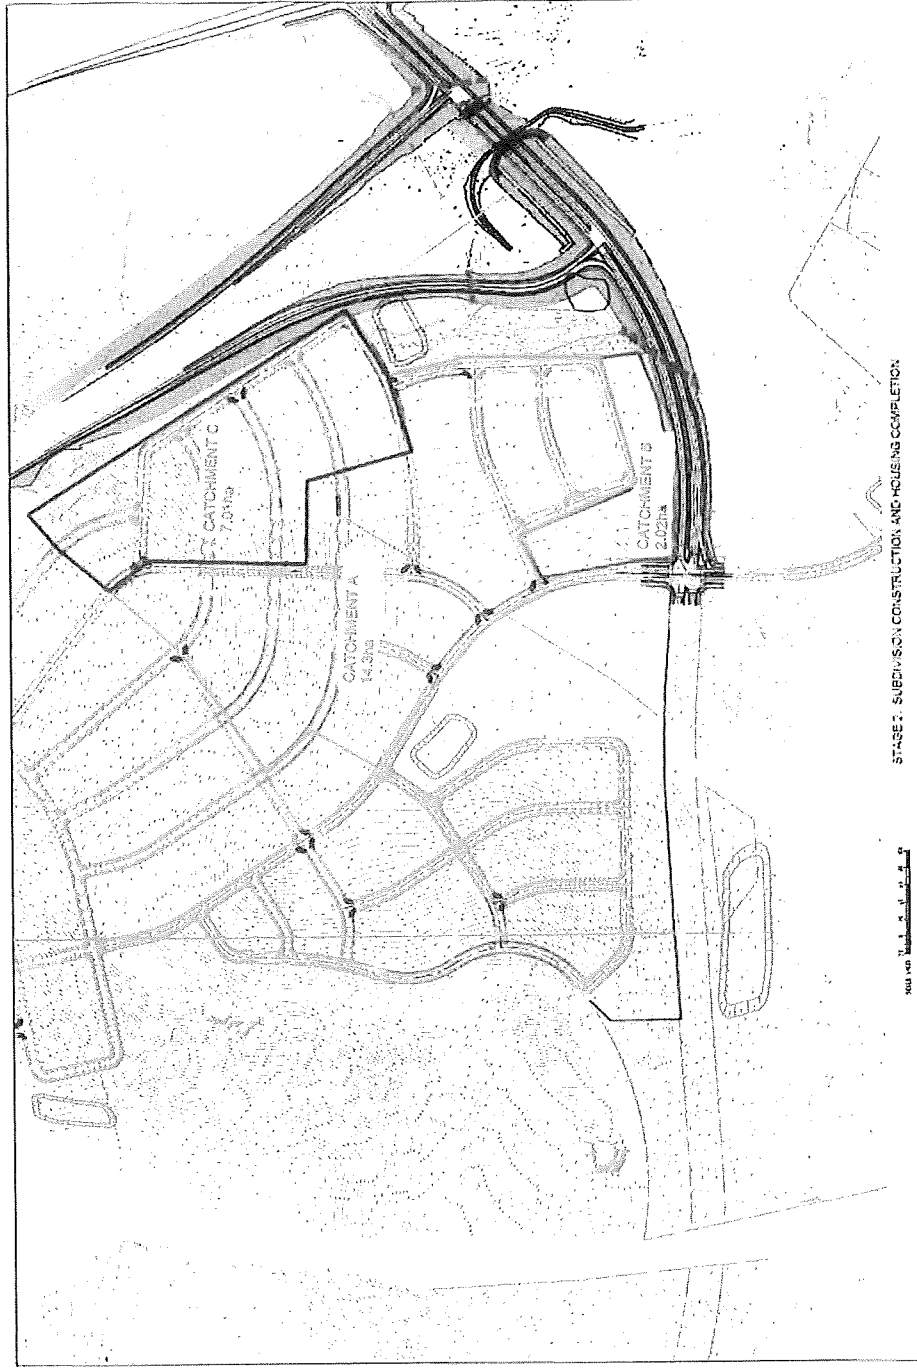 CATCHMENT C
7.01ha
CATCHMENT A
14.3ha
CATCHMENT B
2.02ha
STAGE 2. SUBDIVISION CONSTRUCTION AND HOUSING COMPLETION